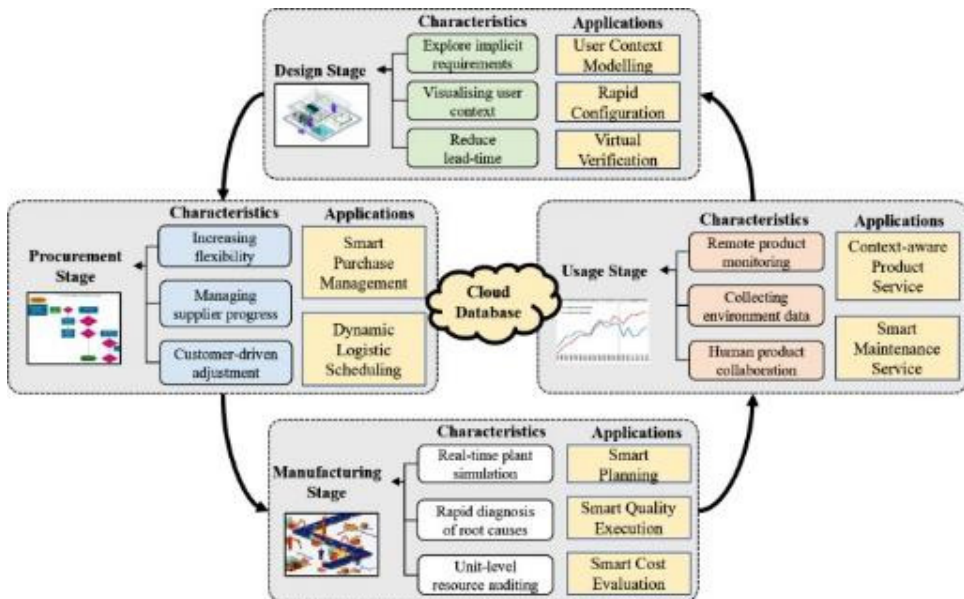 Characteristics
Applications
Design Stage
Explore implicit
requirements
Visualising user
context
Reduce
lead-time
User Context
Modelling
Rapid
Configuration
Virtual
Verification
Characteristics
Applications
Procurement
Stage
Increasing
flexibility
Managing
supplier progress
Customer-driven
adjustment
Smart
Purchase
Management
Dynamic
Logistic
Scheduling
Cloud
Database
Characteristics
Applications
Usage Stage
Remote product
monitoring
Collecting
environment data
Human product
collaboration
Context-aware
Product
Service
Smart
Maintenance
Service
Characteristics
Applications
Manufacturing
Stage
Real-time plant
simulation
Rapid diagnosis
of root causes
Unit-level
resource auditing
Smart
Planning
Smart Quality
Execution
Smart Cost
Evaluation